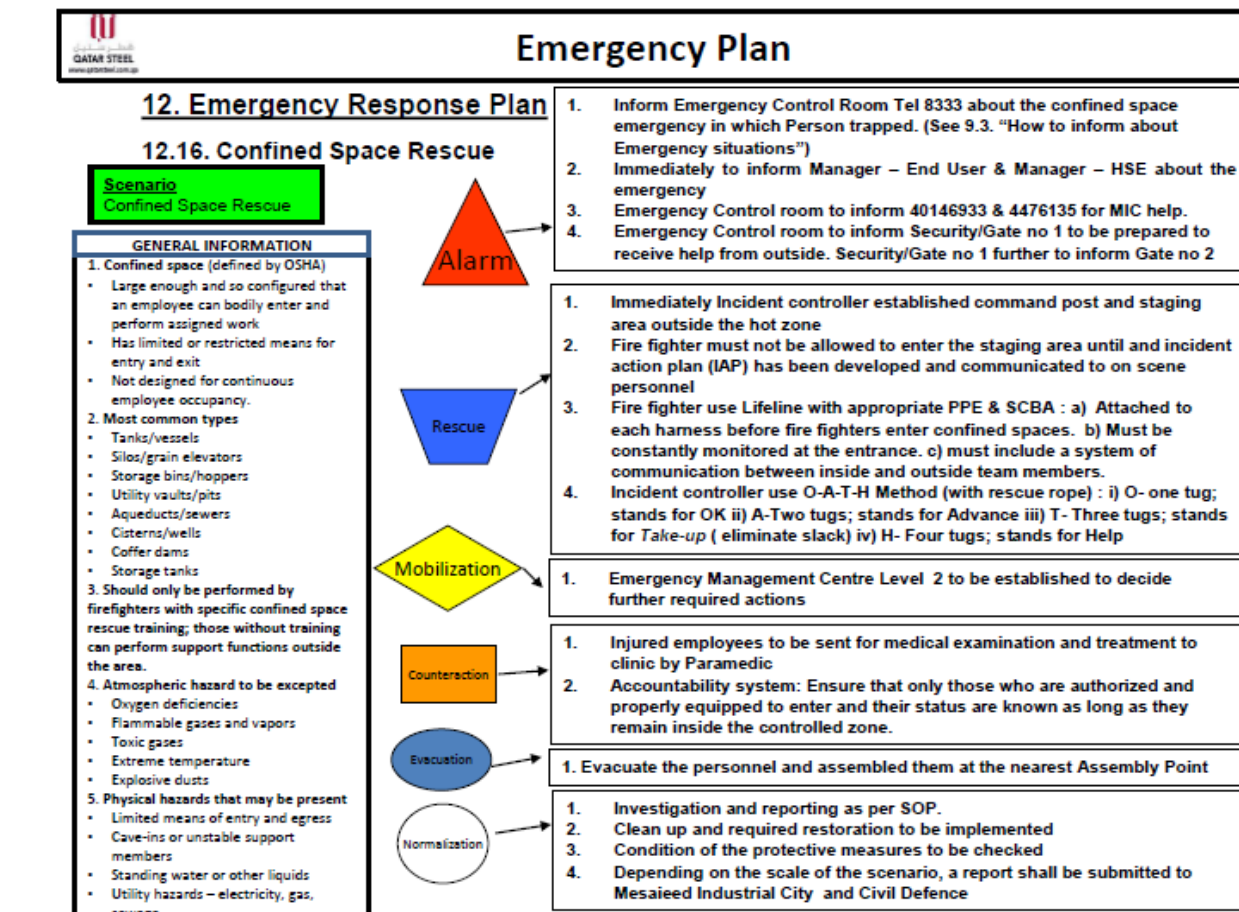 QATAR STEEL
www.qatarsteel.com.qa
Emergency Plan
12. Emergency Response Plan
12.16. Confined Space Rescue
Scenario
Confined Space Rescue
GENERAL INFORMATION
1. Confined space (defined by OSHA)
• Large enough and so configured that
an employee can bodily enter and
perform assigned work
• Has limited or restricted means for
entry and exit
• Not designed for continuous
employee occupancy.
2. Most common types
• Tanks/vessels
• Silos/grain elevators
• Storage bins/hoppers
• Utility vaults/pits
• Aqueducts/sewers
• Cisterns/wells
• Coffer dams
• Storage tanks
3. Should only be performed by
firefighters with specific confined space
rescue training; those without training
can perform support functions outside
the area.
4. Atmospheric hazard to be excepted
• Oxygen deficiencies
• Flammable gases and vapors
• Toxic gases
• Extreme temperature
• Explosive dusts
5. Physical hazards that may be present
• Limited means of entry and egress
• Cave-ins or unstable support
members
• Standing water or other liquids
• Utility hazards – electricity, gas,
Alarm
1. Inform Emergency Control Room Tel 8333 about the confined space
emergency in which Person trapped. (See 9.3. “How to inform about
Emergency situations”)
2. Immediately to inform Manager – End User & Manager – HSE about the
emergency
3. Emergency Control room to inform 40146933 & 4476135 for MIC help.
4. Emergency Control room to inform Security/Gate no 1 to be prepared to
receive help from outside. Security/Gate no 1 further to inform Gate no 2
Rescue
1. Immediately Incident controller established command post and staging
area outside the hot zone
2. Fire fighter must not be allowed to enter the staging area until and incident
action plan (IAP) has been developed and communicated to on scene
personnel
3. Fire fighter use Lifeline with appropriate PPE & SCBA : a) Attached to
each harness before fire fighters enter confined spaces. b) Must be
constantly monitored at the entrance. c) must include a system of
communication between inside and outside team members.
4. Incident controller use O-A-T-H Method (with rescue rope) : i) O- one tug;
stands for OK ii) A-Two tugs; stands for Advance iii) T- Three tugs; stands
for Take-up ( eliminate slack) iv) H- Four tugs; stands for Help
Mobilization
1. Emergency Management Centre Level 2 to be established to decide
further required actions
Counteraction
1. Injured employees to be sent for medical examination and treatment to
clinic by Paramedic
2. Accountability system: Ensure that only those who are authorized and
properly equipped to enter and their status are known as long as they
remain inside the controlled zone.
Evacuation
1. Evacuate the personnel and assembled them at the nearest Assembly Point
Normalization
1. Investigation and reporting as per SOP.
2. Clean up and required restoration to be implemented
3. Condition of the protective measures to be checked
4. Depending on the scale of the scenario, a report shall be submitted to
Mesaieed Industrial City and Civil Defence